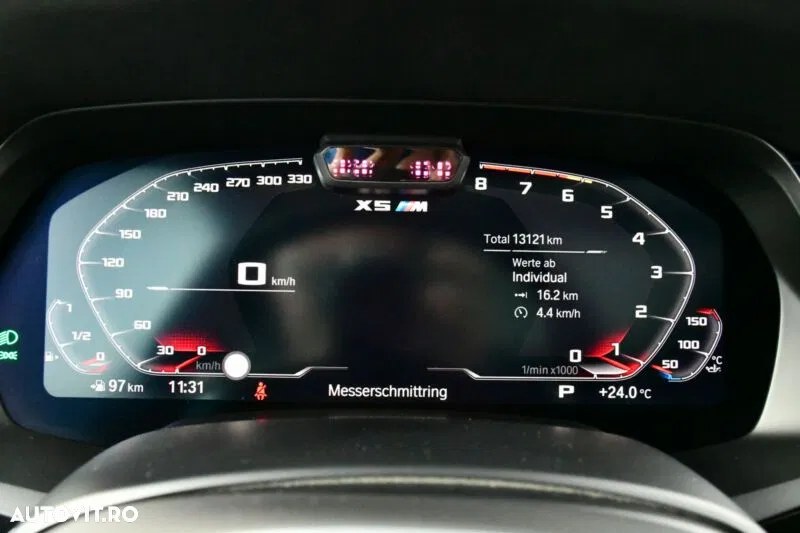 330
300
270
240
210
180
150
120
90
60
30
0
km/h
0 km/h
X5 M
8
7
6
5
4
3
2
1
0
1/min x1000
Total 13121 km
Werte ab
Individual
16.2 km
4.4 km/h
1
1/2
0
150
100
50
°C
97 km
11:31
Messerschmittring
P
+24.0 °C
AUTOVIT.RO